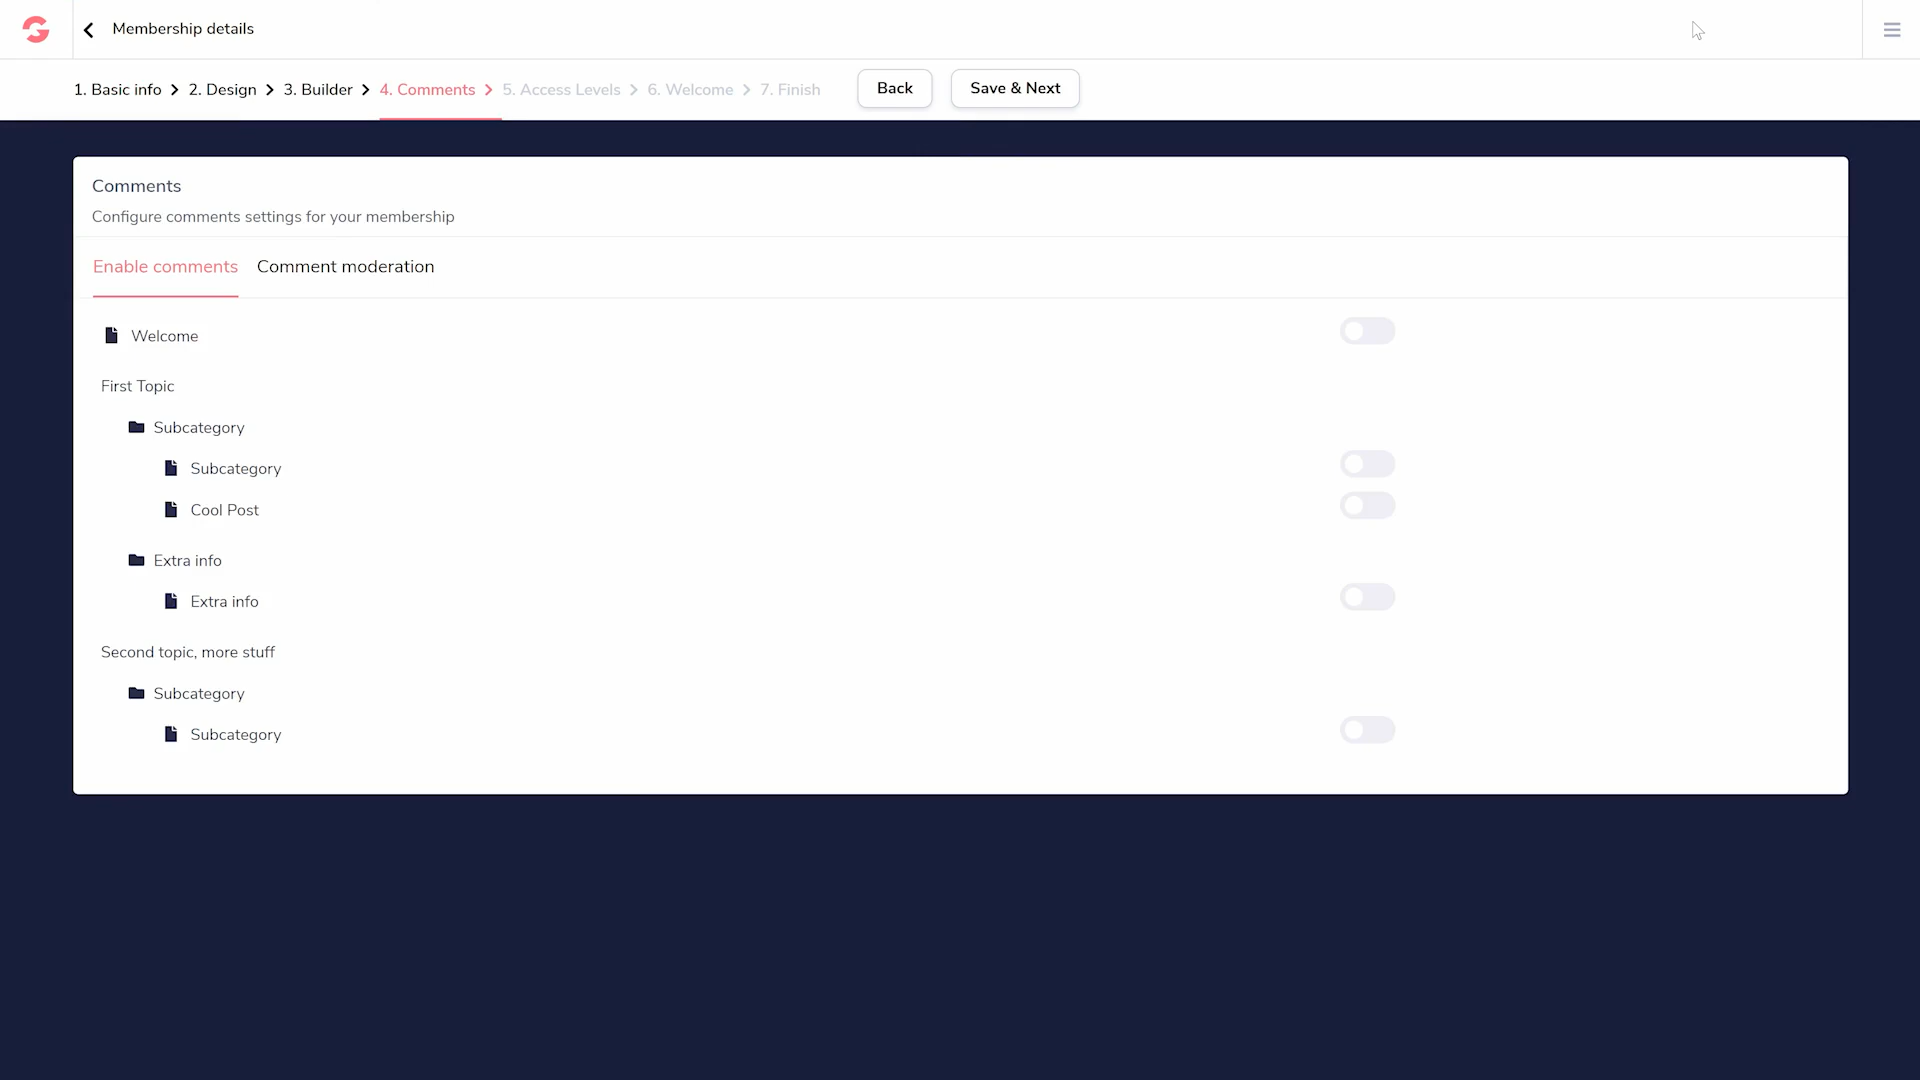 Membership details
1. Basic info 2. Design 3. Builder 4. Comments 5. Access Levels 6. Welcome 7. Finish Back Save & Next
Comments
Configure comments settings for your membership
Enable comments Comment moderation
Welcome
First Topic
Subcategory
Subcategory
Cool Post
Extra info
Extra info
Second topic, more stuff
Subcategory
Subcategory